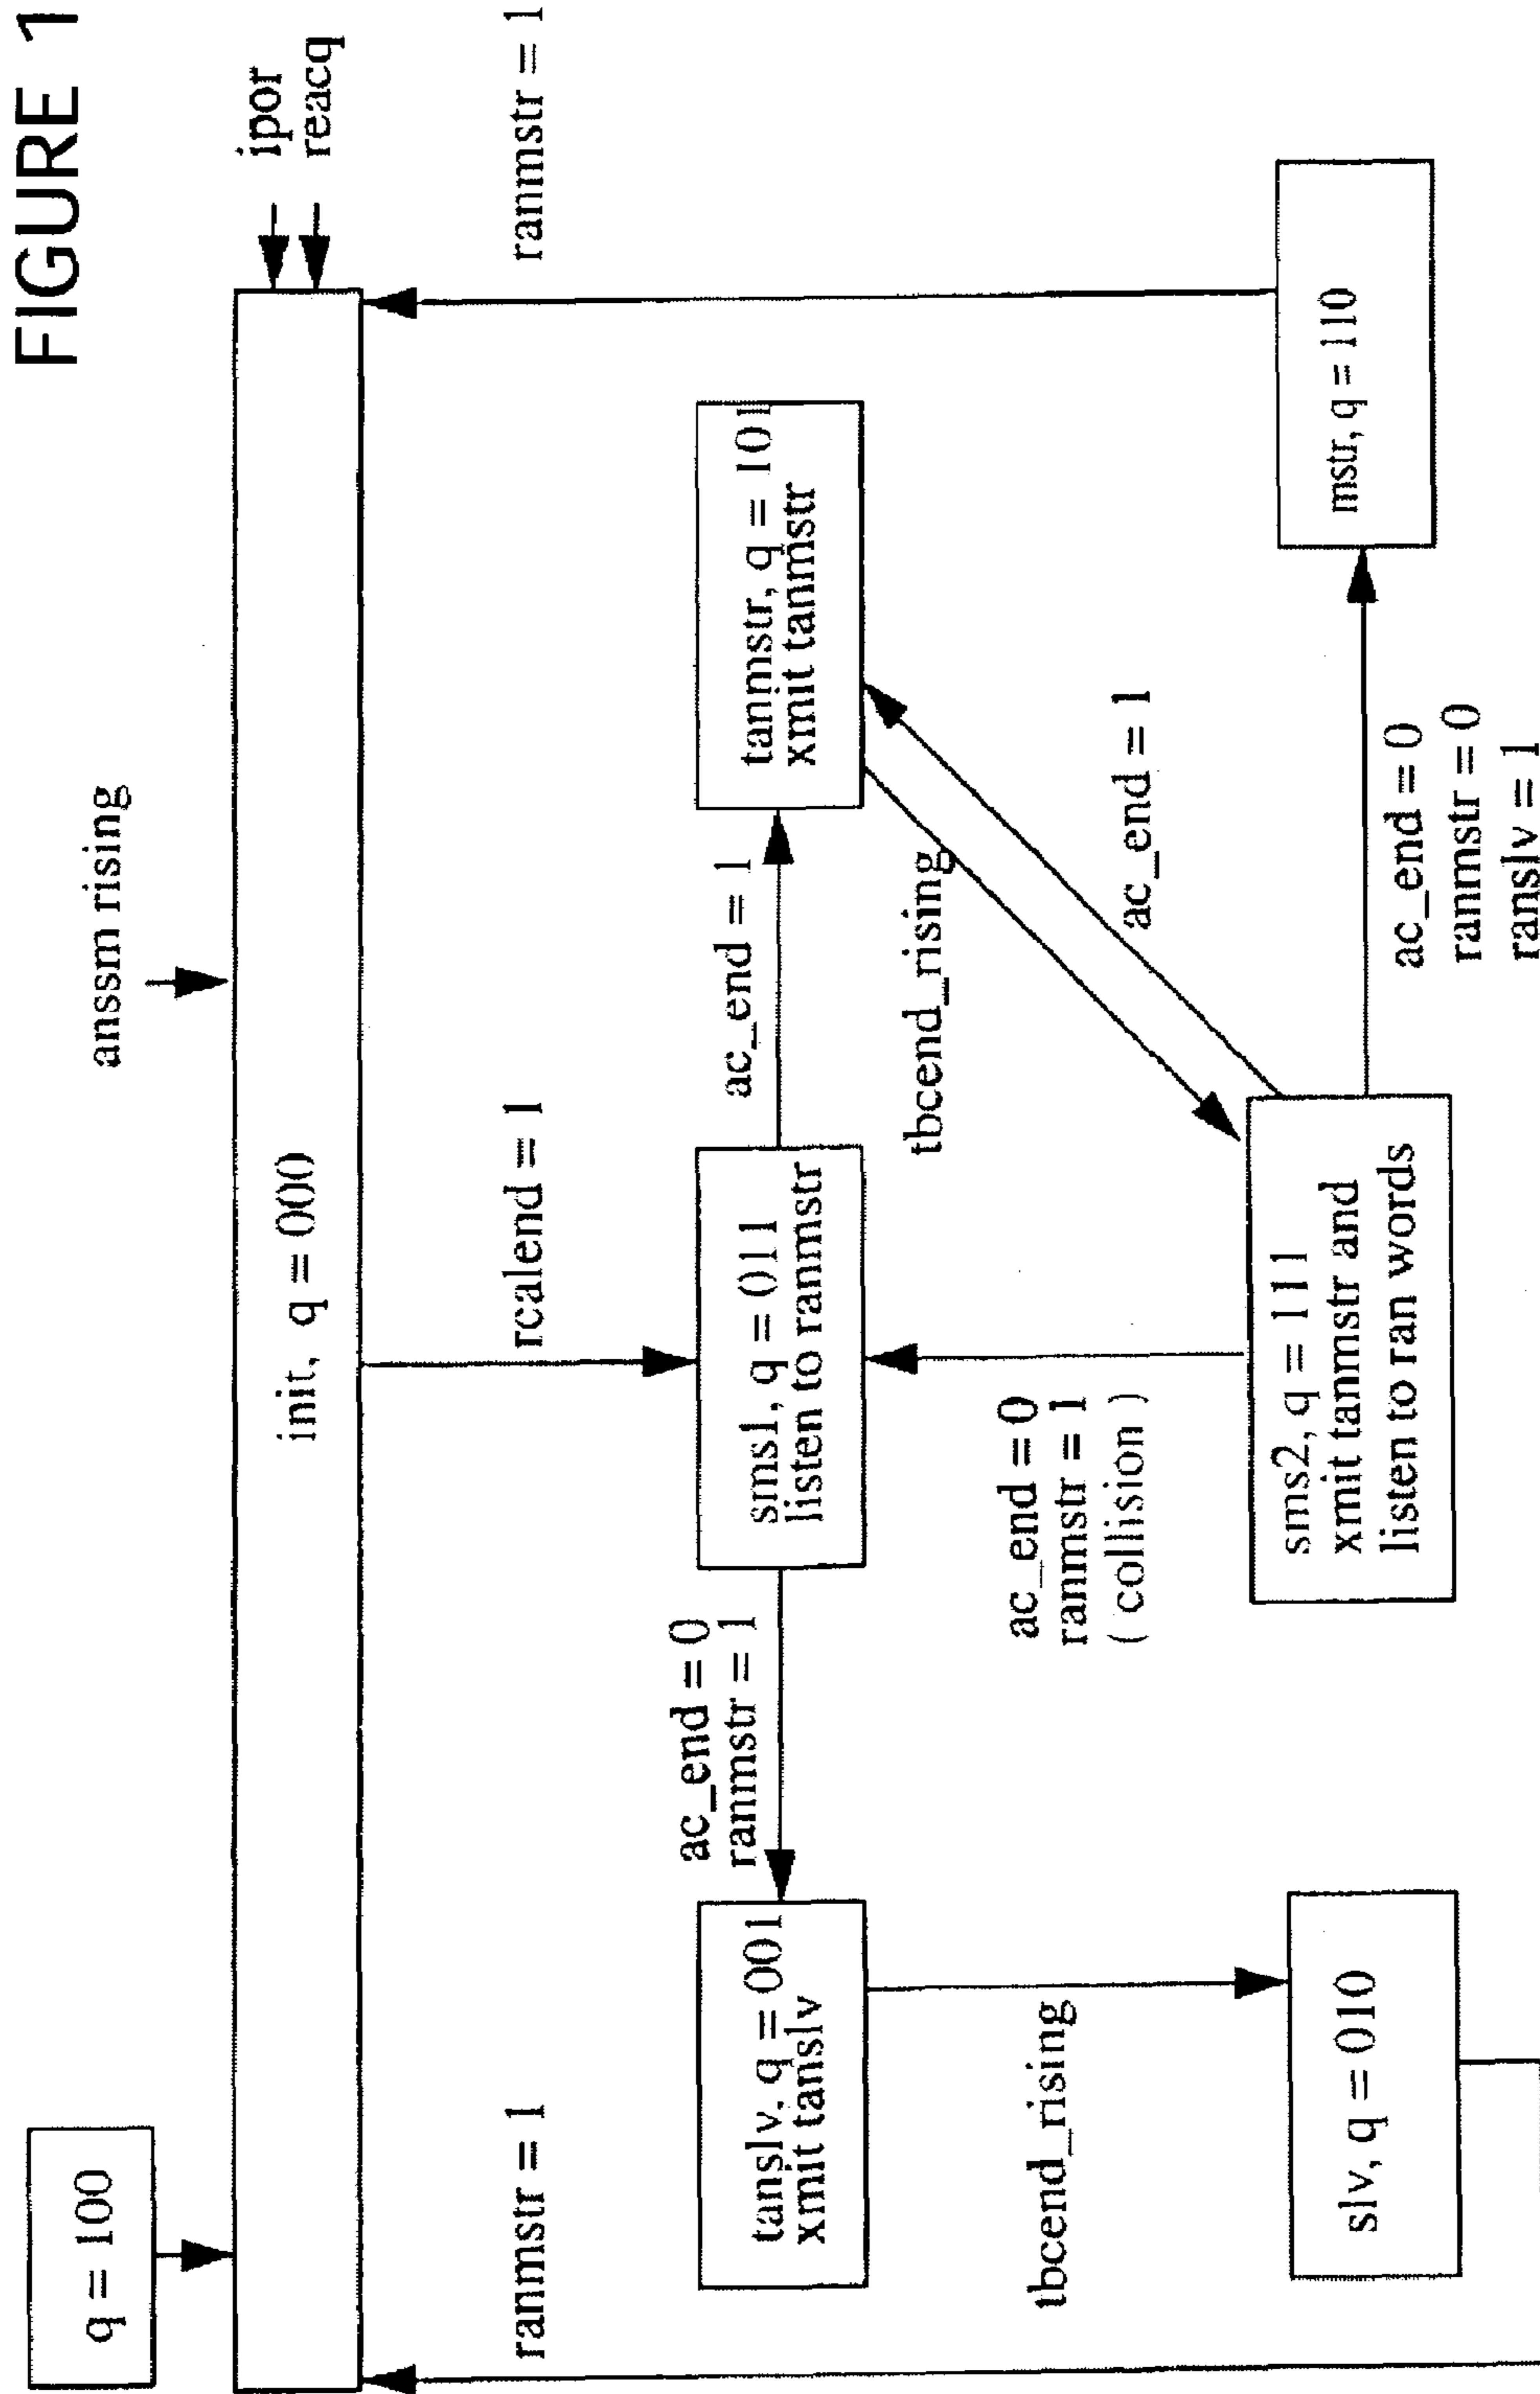 FIGURE 1
q = 100
anssm rising
init, q = 000
ipor
reacq
ranmstr = 1
rcalend = 1
ranmstr = 1
ac_end = 0
ranmstr = 1
ac_end = 1
tanslv, q = 001
xmit tanslv
sms1, q = 011
listen to ranmstr
tanmstr, q = 101
xmit tanmstr
tbcend_rising
ac_end = 0
ranmstr = 1
( collision )
tbcend_rising
ac_end = 1
slv, q = 010
sms2, q = 111
xmit tanmstr and
listen to ran words
mstr, q = 110
ac_end = 0
ranmstr = 0
ranslv = 1